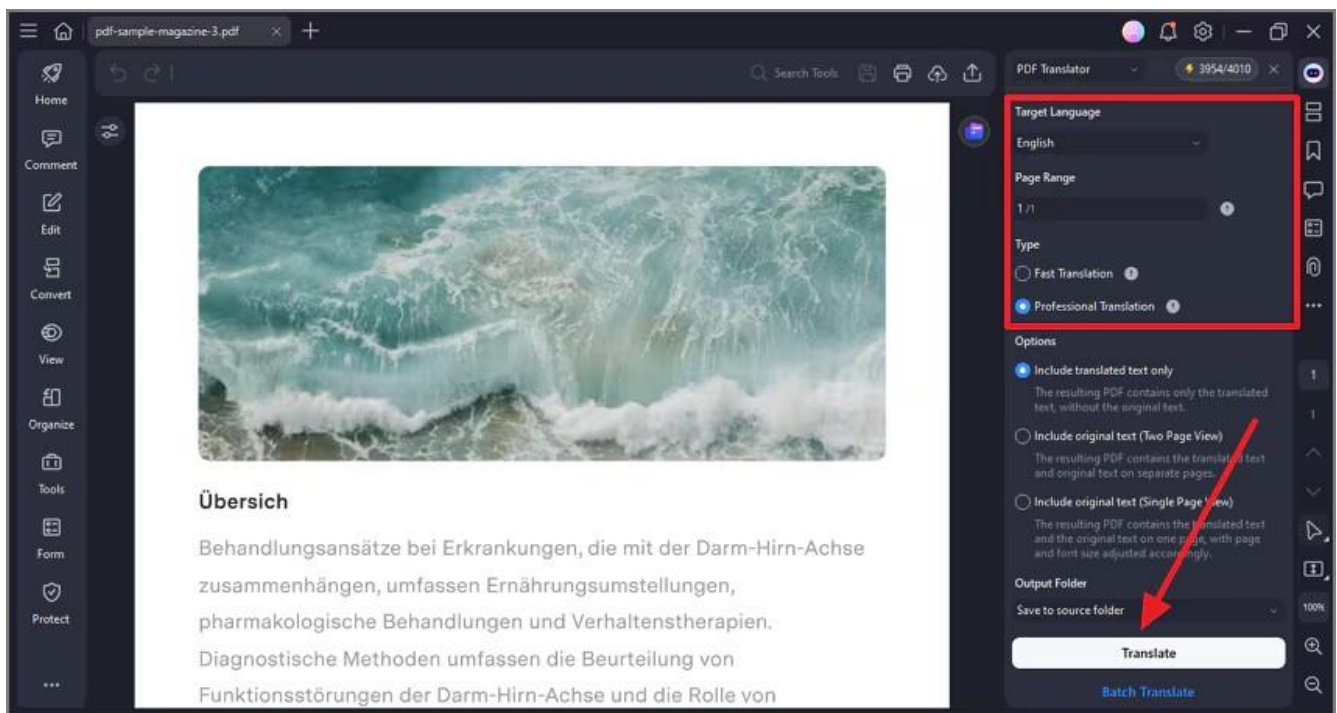 pdf-sample-magazine-3.pdf
Home
Comment
Edit
Convert
View
Organize
Tools
Form
Protect
Search Tools
Übersich
Behandlungsansätze bei Erkrankungen, die mit der Darm-Hirn-Achse
zusammenhängen, umfassen Ernährungsumstellungen,
pharmakologische Behandlungen und Verhaltenstherapien.
Diagnostische Methoden umfassen die Beurteilung von
Funktionsstörungen der Darm-Hirn-Achse und die Rolle von
PDF Translator
3954/4010
Target Language
English
Page Range
1 /1
Type
Fast Translation
Professional Translation
Options
Include translated text only
The resulting PDF contains only the translated
text, without the original text.
Include original text (Two Page View)
The resulting PDF contains the translated text
and original text on separate pages.
Include original text (Single Page View)
The resulting PDF contains the translated text
and the original text on one page, with page
and font size adjusted accordingly.
Output Folder
Save to source folder
Translate
Batch Translate
1
1
100%